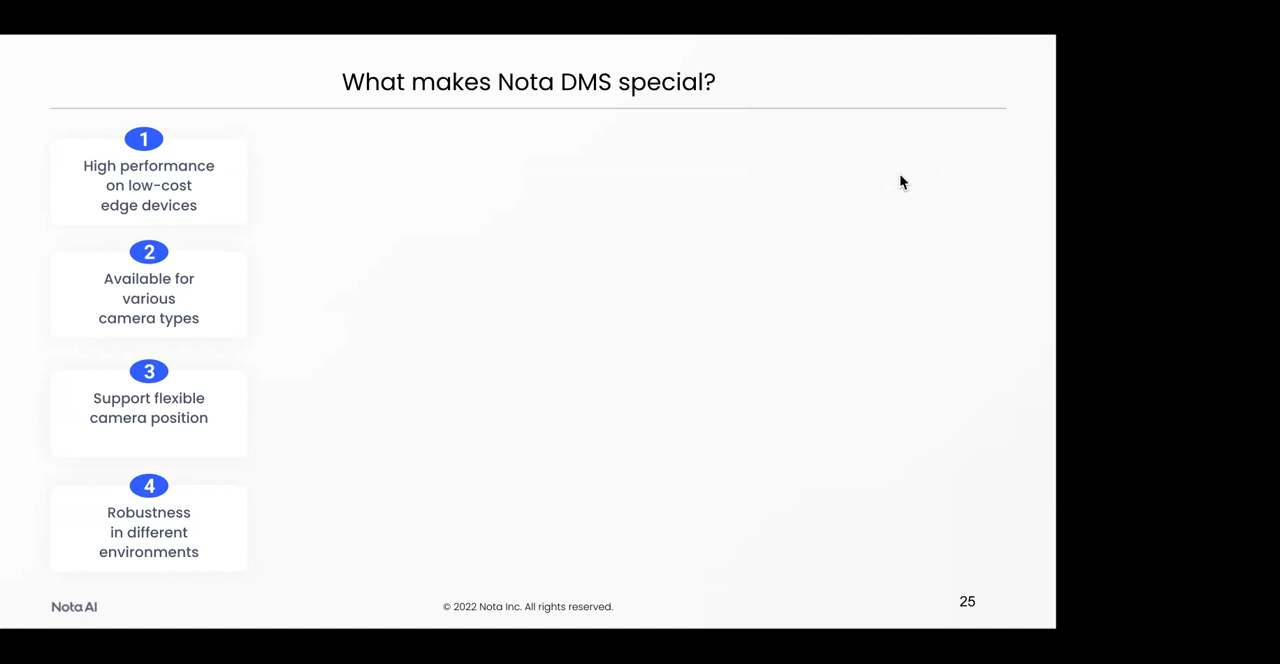 What makes Nota DMS special?
1
High performance
on low-cost
edge devices
2
Available for
various
camera types
3
Support flexible
camera position
4
Robustness
in different
environments
Nota AI
© 2022 Nota Inc. All rights reserved.
25